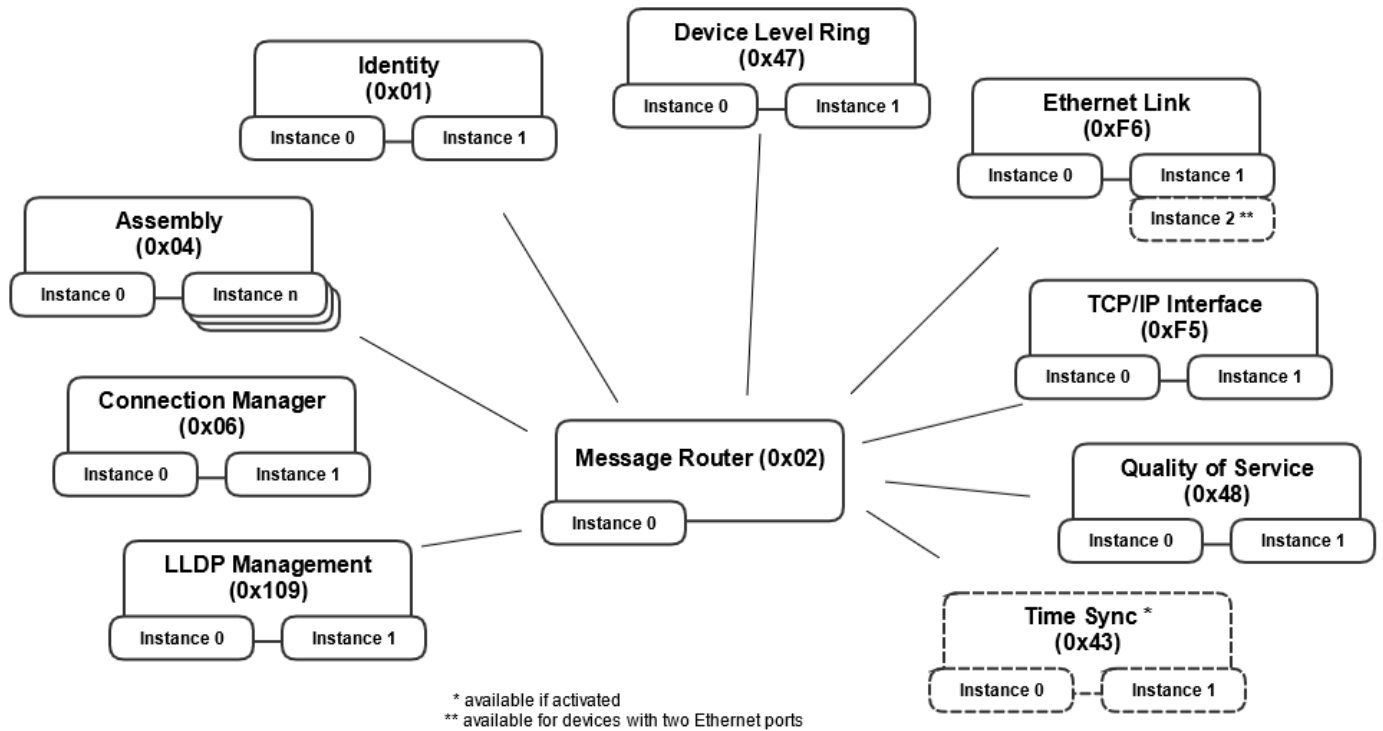 Device Level Ring
(0x47)
Instance 0
Instance 1
Identity
(0x01)
Instance 0
Instance 1
Ethernet Link
(0xF6)
Instance 0
Instance 1
Instance 2 **
Assembly
(0x04)
Instance 0
Instance n
TCP/IP Interface
(0xF5)
Instance 0
Instance 1
Connection Manager
(0x06)
Instance 0
Instance 1
Message Router (0x02)
Instance 0
Quality of Service
(0x48)
Instance 0
Instance 1
LLDP Management
(0x109)
Instance 0
Instance 1
Time Sync *
(0x43)
Instance 0
Instance 1
* available if activated
** available for devices with two Ethernet ports